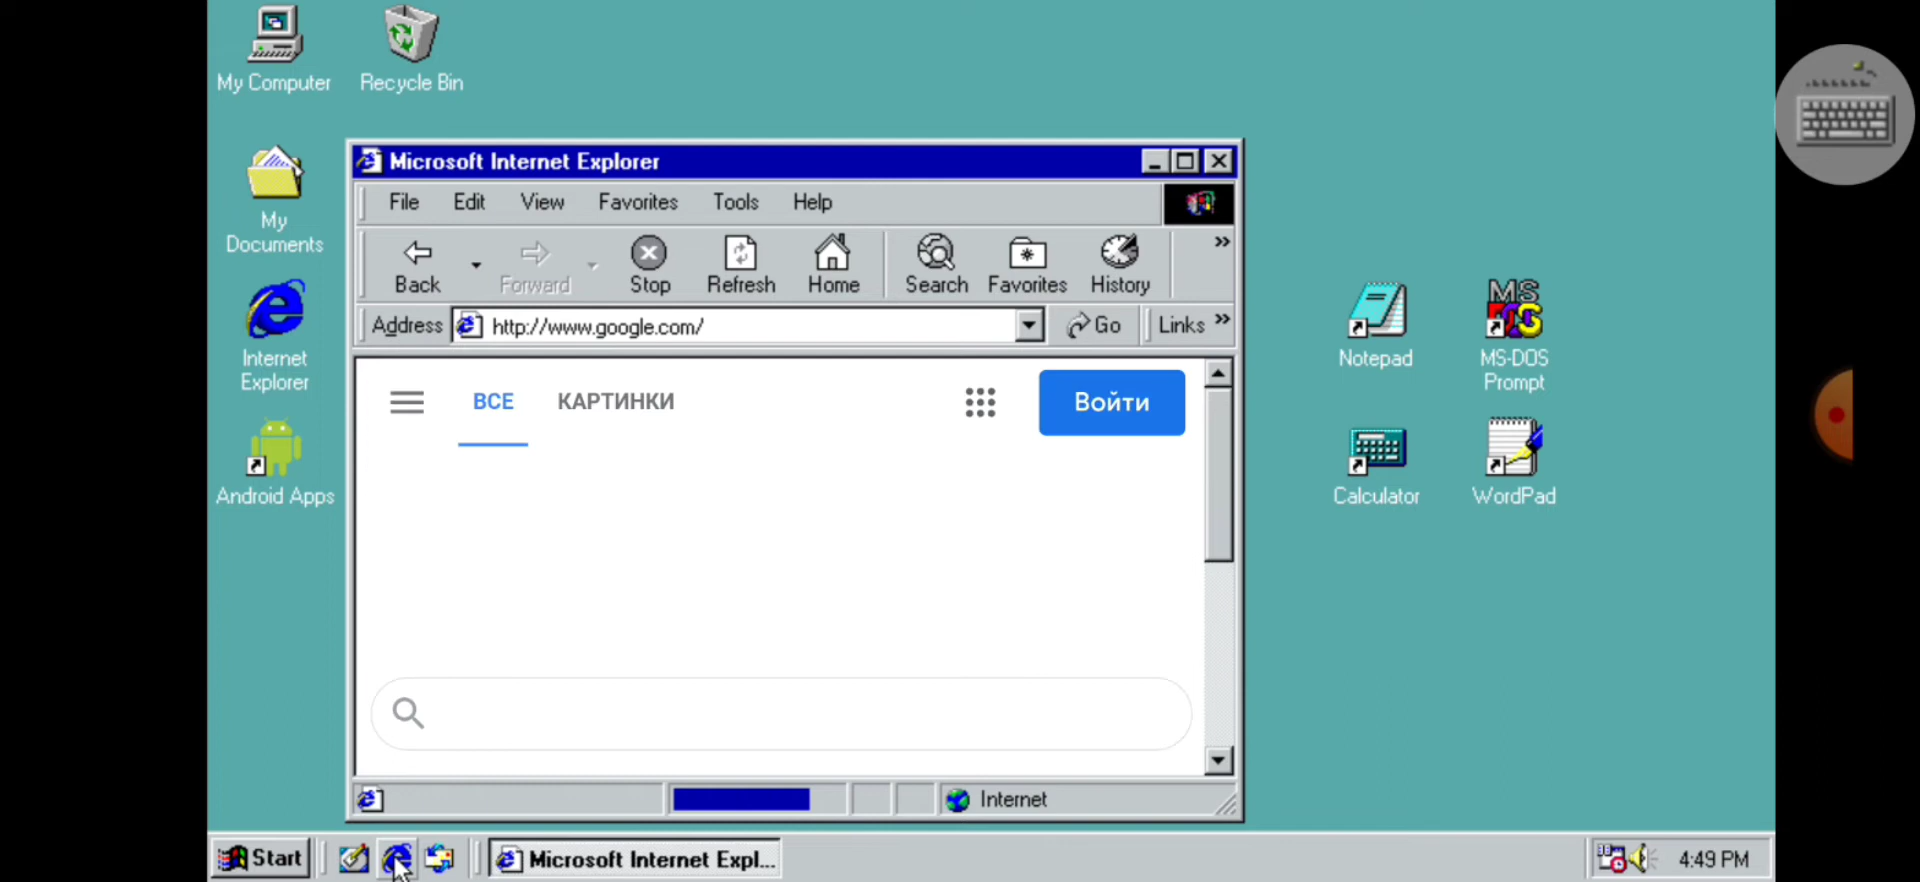 My Computer
Recycle Bin
My
Documents
Internet
Explorer
Android Apps
Microsoft Internet Explorer
File Edit View Favorites Tools Help
Back Forward Stop Refresh Home Search Favorites History »
Address http://www.google.com/ Go Links »
ВСЕ КАРТИНКИ Войти
Internet
Notepad
MS-DOS
Prompt
Calculator
WordPad
Start Microsoft Internet Expl... 4:49 PM